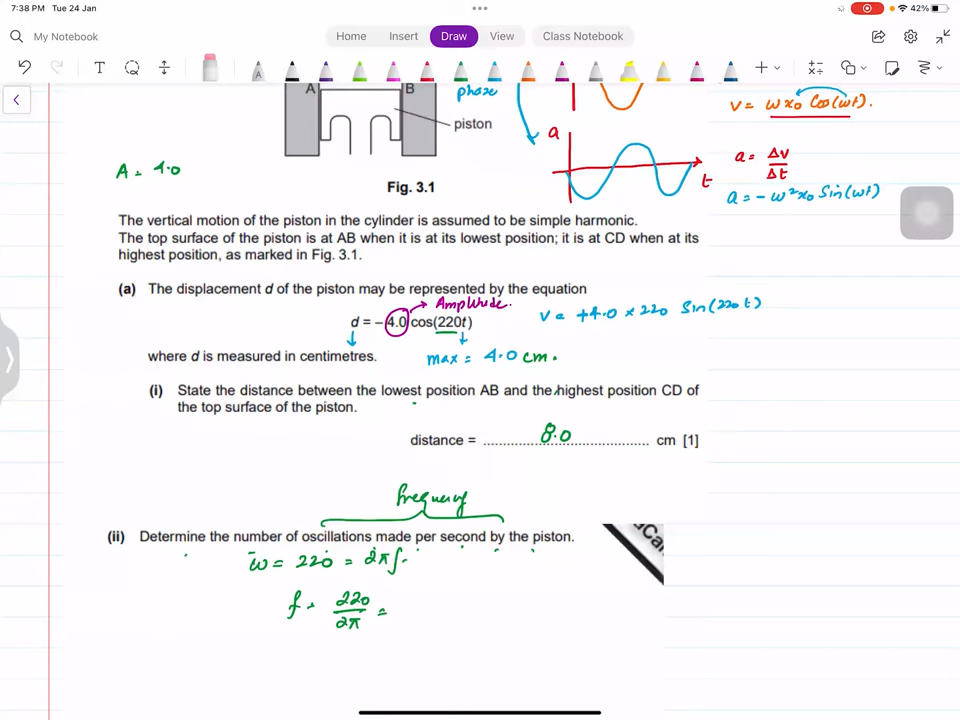 7:38 PM Tue 24 Jan
42%
My Notebook
Home Insert Draw View Class Notebook
A B phase
piston
A = 4.0
Fig. 3.1
v = ωx₀ Cos(ωt).
a
t
a = Δv/Δt
a = -ω²x₀ Sin(ωt)
The vertical motion of the piston in the cylinder is assumed to be simple harmonic.
The top surface of the piston is at AB when it is at its lowest position; it is at CD when at its
highest position, as marked in Fig. 3.1.
(a) The displacement d of the piston may be represented by the equation
→ Amplitude.
d = – 4.0 cos(220t)
v = +4.0 × 220 Sin(220t)
where d is measured in centimetres.
max = 4.0 cm.
(i) State the distance between the lowest position AB and the highest position CD of
the top surface of the piston.
distance = ................8.0................ cm [1]
frequency
(ii) Determine the number of oscillations made per second by the piston.
ω = 220 = 2πf.
f = 220/2π =